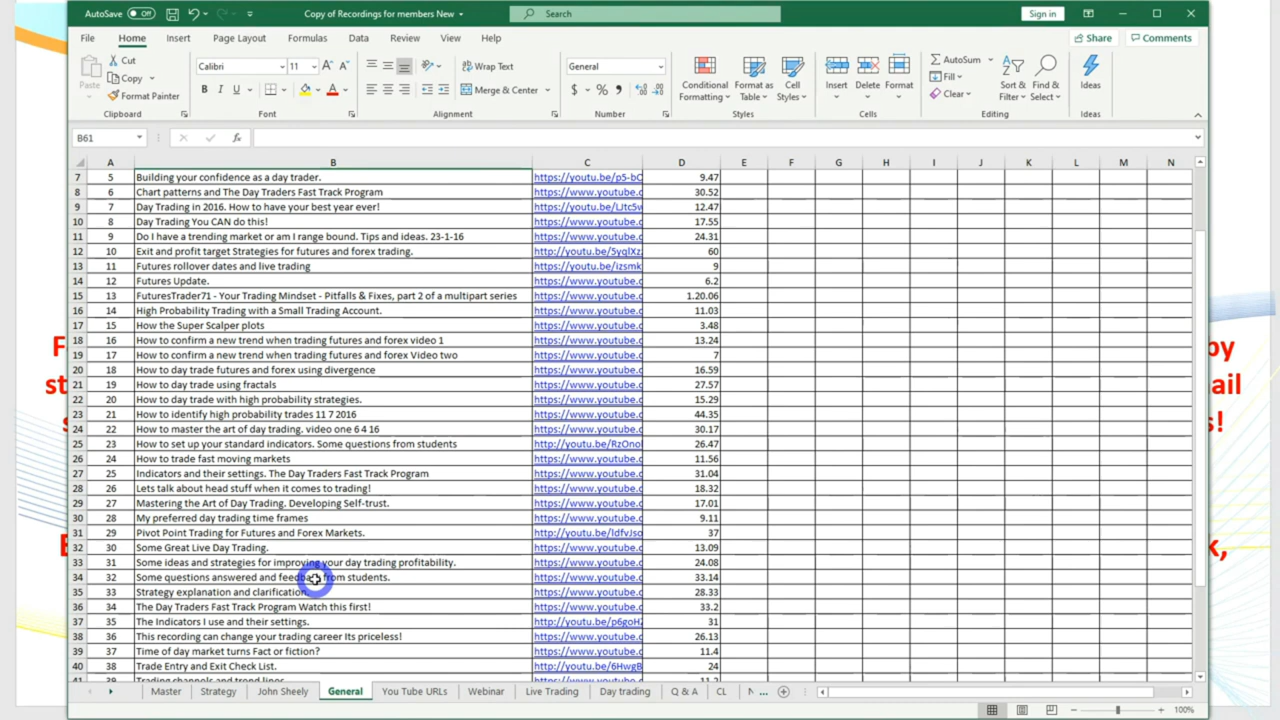 AutoSave Off Copy of Recordings for members New Search Sign in
File Home Insert Page Layout Formulas Data Review View Help Share Comments
Paste Cut Copy Format Painter Clipboard
Calibri 11 B I U Font
Wrap Text Merge & Center Alignment
General $ % Number
Conditional Formatting Format as Table Cell Styles Styles
Insert Delete Format Cells
AutoSum Fill Clear Sort & Filter Find & Select Editing
Ideas Ideas
B61 fx
A B C D E F G H I J K L M N
7 5 Building your confidence as a day trader. https://youtu.be/p5-bC 9.47
8 6 Chart patterns and The Day Traders Fast Track Program https://www.youtube.c 30.52
9 7 Day Trading in 2016. How to have your best year ever! https://youtu.be/LJtc5w 12.47
10 8 Day Trading You CAN do this! https://www.youtube.c 17.55
11 9 Do I have a trending market or am I range bound. Tips and ideas. 23-1-16 https://www.youtube.c 24.31
12 10 Exit and profit target Strategies for futures and forex trading. http://youtu.be/5yqIXz 60
13 11 Futures rollover dates and live trading https://youtu.be/izsmk 9
14 12 Futures Update. https://www.youtube.c 6.2
15 13 FuturesTrader71 - Your Trading Mindset - Pitfalls & Fixes, part 2 of a multipart series https://www.youtube.c 1.20.06
16 14 High Probability Trading with a Small Trading Account. https://www.youtube.c 11.03
17 15 How the Super Scalper plots https://www.youtube.c 3.48
18 16 How to confirm a new trend when trading futures and forex video 1 https://www.youtube.c 13.24
19 17 How to confirm a new trend when trading futures and forex Video two https://www.youtube.c 7
20 18 How to day trade futures and forex using divergence https://www.youtube.c 16.59
21 19 How to day trade using fractals https://www.youtube.c 27.57
22 20 How to day trade with high probability strategies. https://www.youtube.c 15.29
23 21 How to identify high probability trades 11 7 2016 https://www.youtube.c 44.35
24 22 How to master the art of day trading. video one 6 4 16 https://www.youtube.c 30.17
25 23 How to set up your standard indicators. Some questions from students http://youtu.be/RzOnol 26.47
26 24 How to trade fast moving markets https://www.youtube.c 11.56
27 25 Indicators and their settings. The Day Traders Fast Track Program https://www.youtube.c 31.04
28 26 Lets talk about head stuff when it comes to trading! https://www.youtube.c 18.32
29 27 Mastering the Art of Day Trading. Developing Self-trust. https://www.youtube.c 17.01
30 28 My preferred day trading time frames https://www.youtube.c 9.11
31 29 Pivot Point Trading for Futures and Forex Markets. http://youtu.be/ldfvJso 37
32 30 Some Great Live Day Trading. https://www.youtube.c 13.09
33 31 Some ideas and strategies for improving your day trading profitability. https://www.youtube.c 24.08
34 32 Some questions answered and feedback from students. https://www.youtube.c 33.14
35 33 Strategy explanation and clarification. https://www.youtube.c 28.33
36 34 The Day Traders Fast Track Program Watch this first! https://www.youtube.c 33.2
37 35 The Indicators I use and their settings. http://youtu.be/p6goHZ 31
38 36 This recording can change your trading career Its priceless! https://www.youtube.c 26.13
39 37 Time of day market turns Fact or fiction? https://www.youtube.c 11.4
40 38 Trade Entry and Exit Check List. http://youtu.be/6HwgB 24
41 39 Trading channels and trend lines https://www.youtube.c 11.2
Master Strategy John Sheely General You Tube URLs Webinar Live Trading Day trading Q & A CL
100%
by
ail
s!
k,